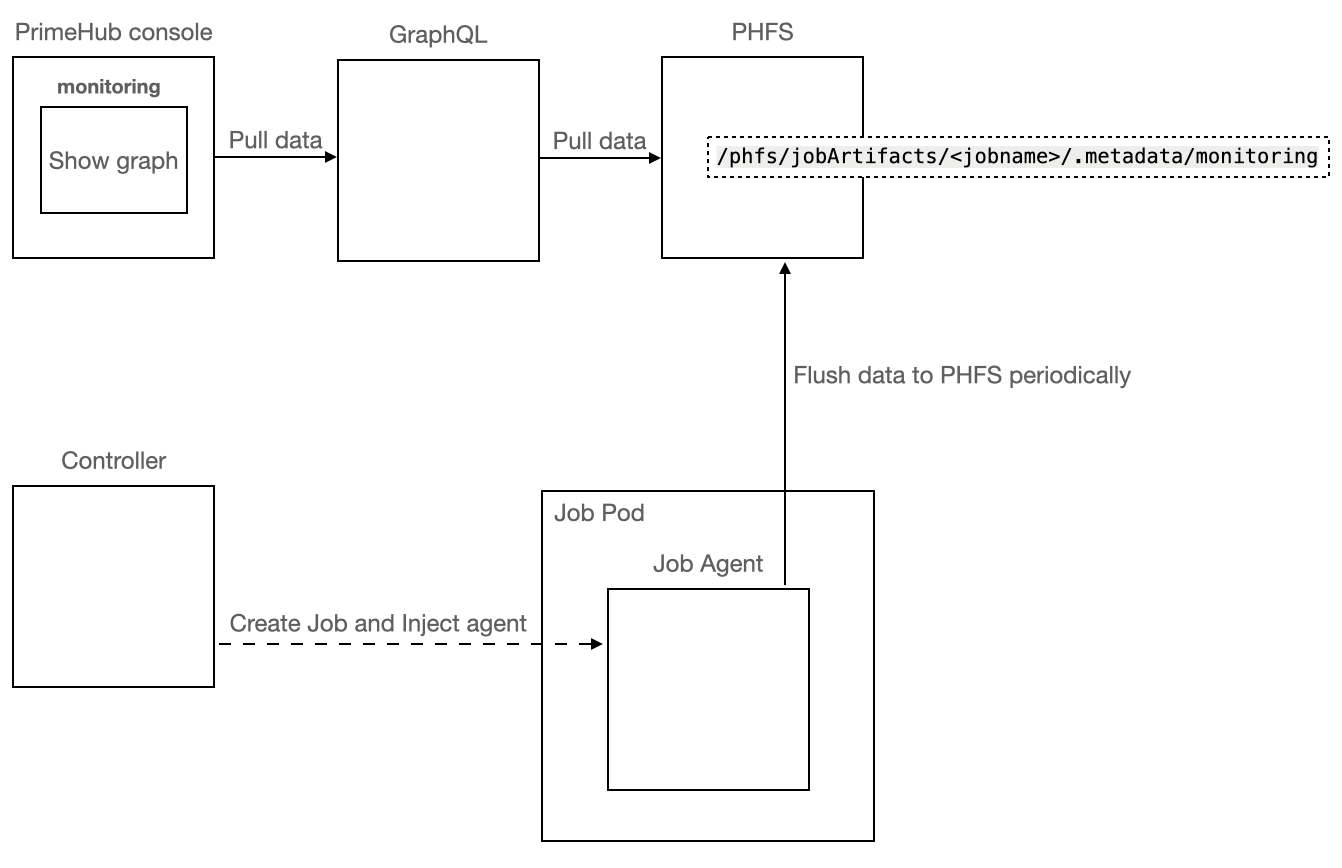 PrimeHub console
GraphQL
PHFS
monitoring
Show graph
Pull data
Pull data
/phfs/jobArtifacts/<jobname>/.metadata/monitoring
Flush data to PHFS periodically
Controller
Job Pod
Job Agent
Create Job and Inject agent